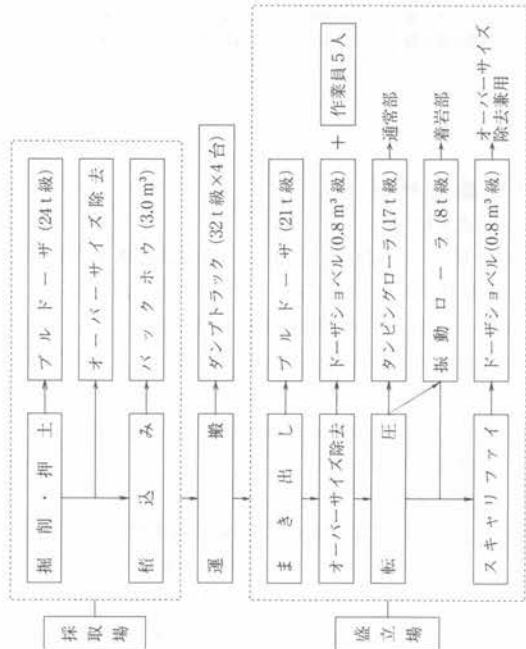 採取場
掘削・押土
ブルドーザ(24t級)
オーバーサイズ除去
積込み
バックホウ(3.0m³)
運搬
ダンプトラック(32t級×4台)
盛立場
まき出し
ブルドーザ(21t級)
オーバーサイズ除去
ドーザショベル(0.8m³級)
+
作業員5人
転圧
タンピングローラ(17t級)
通常部
振動ローラ(8t級)
着岩部
スキャリファイ
ドーザショベル(0.8m³級)
オーバーサイズ
除去兼用